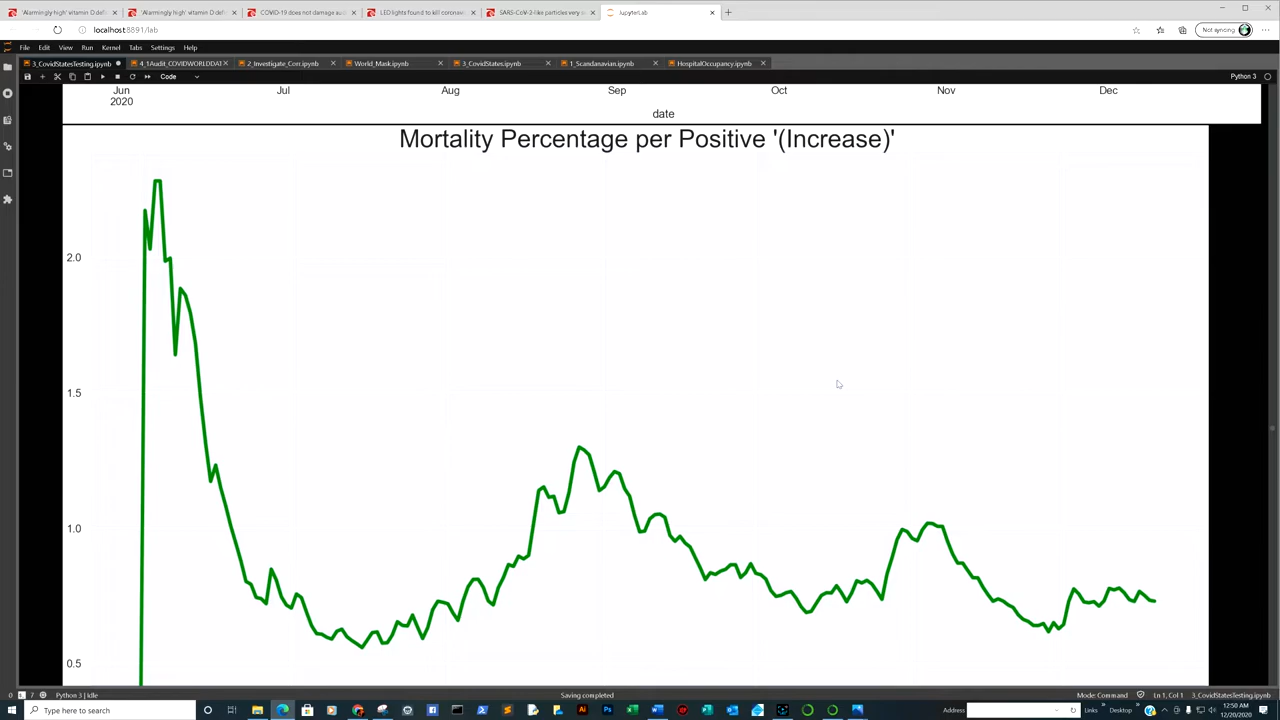 'Alarmingly high' vitamin D defi
'Alarmingly high' vitamin D defi
COVID-19 does not damage aud
LED lights found to kill coronav
SARS-CoV-2-like particles very s
JupyterLab
localhost:8891/lab
Not syncing
File Edit View Run Kernel Tabs Settings Help
3_CovidStatesTesting.ipynb
4_1Audit_COVIDWORLDDAT
2_Investigate_Corr.ipynb
World_Mask.ipynb
3_CovidStates.ipynb
1_Scandanavian.ipynb
HospitalOccupancy.ipynb
Code
Python 3
Jun Jul Aug Sep Oct Nov Dec
2020
date
Mortality Percentage per Positive '(Increase)'
2.0
1.5
1.0
0.5
0 7 Python 3 | Idle
Saving completed
Mode: Command
Ln 1, Col 1
3_CovidStatesTesting.ipynb
Type here to search
Address
Links
Desktop
12:50 AM
12/20/2020